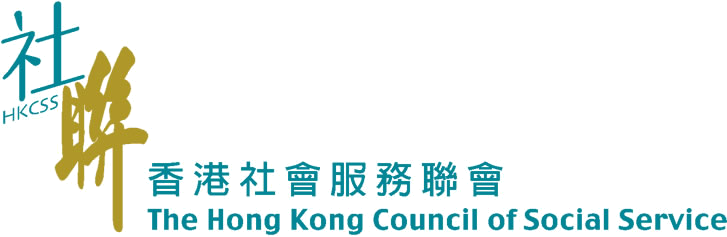 社聯
HKCSS
香港社會服務聯會
The Hong Kong Council of Social Service